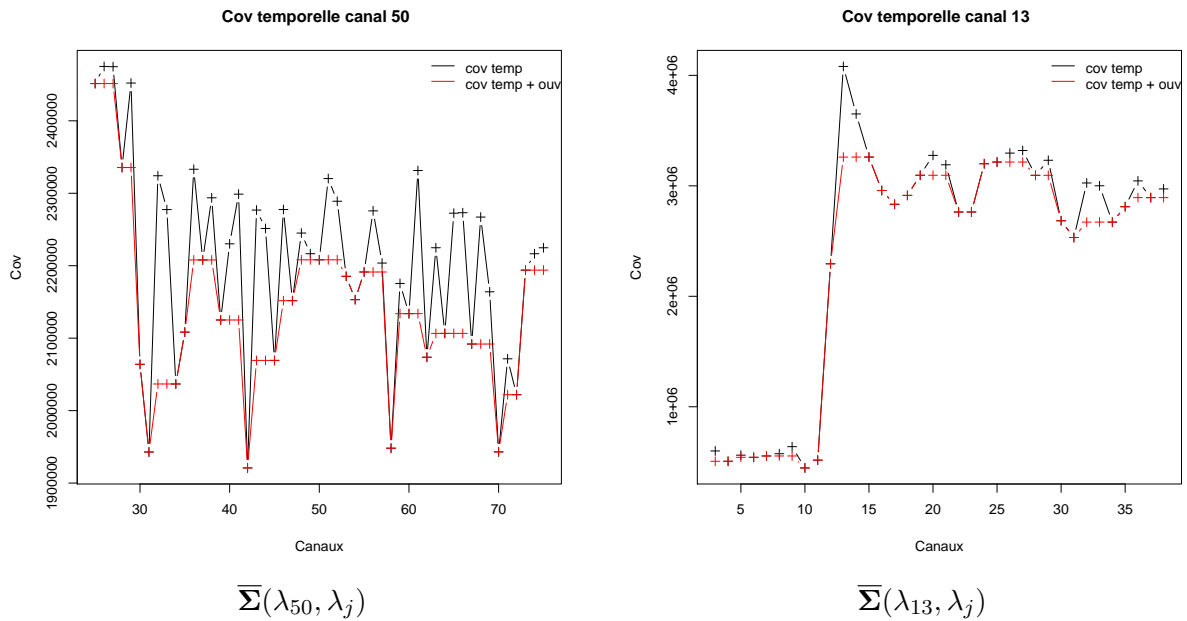 Cov temporelle canal 50
cov temp
cov temp + ouv
Cov
2400000
2300000
2200000
2100000
2000000
1900000
30 40 50 60 70
Canaux
Σ̅(λ₅₀, λⱼ)
Cov temporelle canal 13
cov temp
cov temp + ouv
Cov
4e+06
3e+06
2e+06
1e+06
5 10 15 20 25 30 35
Canaux
Σ̅(λ₁₃, λⱼ)